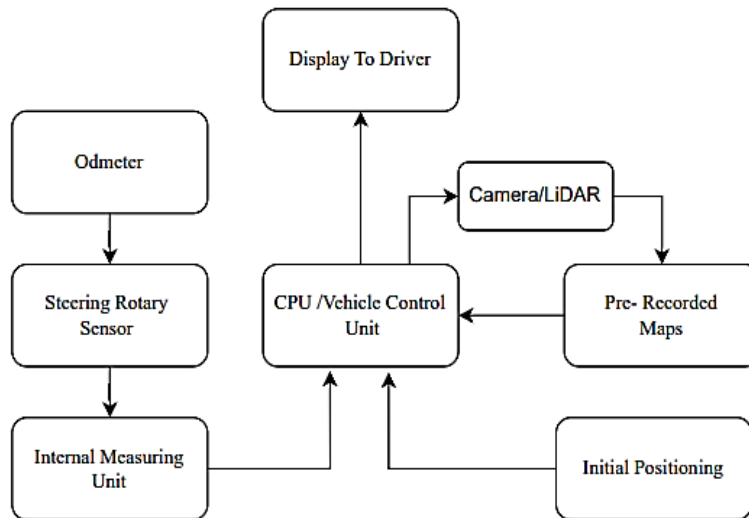 Display To Driver
Odmeter
Camera/LiDAR
Steering Rotary
Sensor
CPU /Vehicle Control
Unit
Pre- Recorded
Maps
Internal Measuring
Unit
Initial Positioning